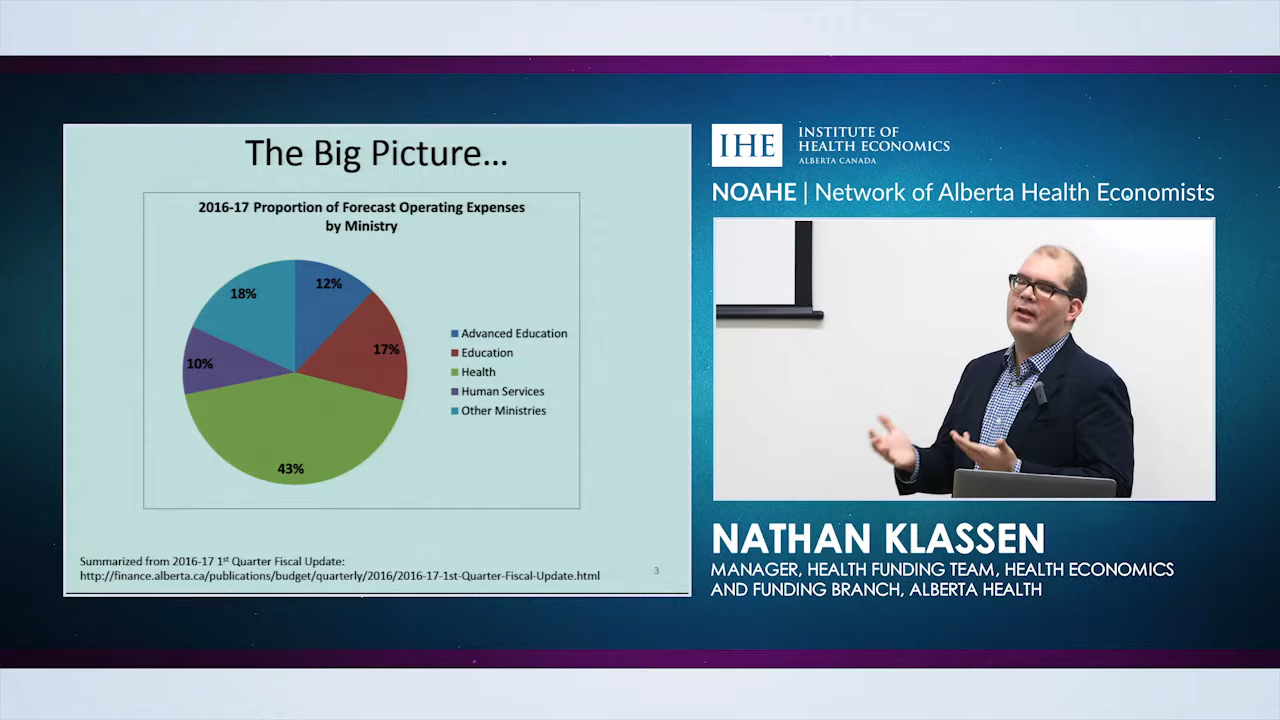 The Big Picture...
2016-17 Proportion of Forecast Operating Expenses
by Ministry
12%
17%
43%
10%
18%
Advanced Education
Education
Health
Human Services
Other Ministries
Summarized from 2016-17 1st Quarter Fiscal Update:
http://finance.alberta.ca/publications/budget/quarterly/2016/2016-17-1st-Quarter-Fiscal-Update.html
3
IHE
INSTITUTE OF
HEALTH ECONOMICS
ALBERTA CANADA
NOAHE | Network of Alberta Health Economists
NATHAN KLASSEN
MANAGER, HEALTH FUNDING TEAM, HEALTH ECONOMICS
AND FUNDING BRANCH, ALBERTA HEALTH